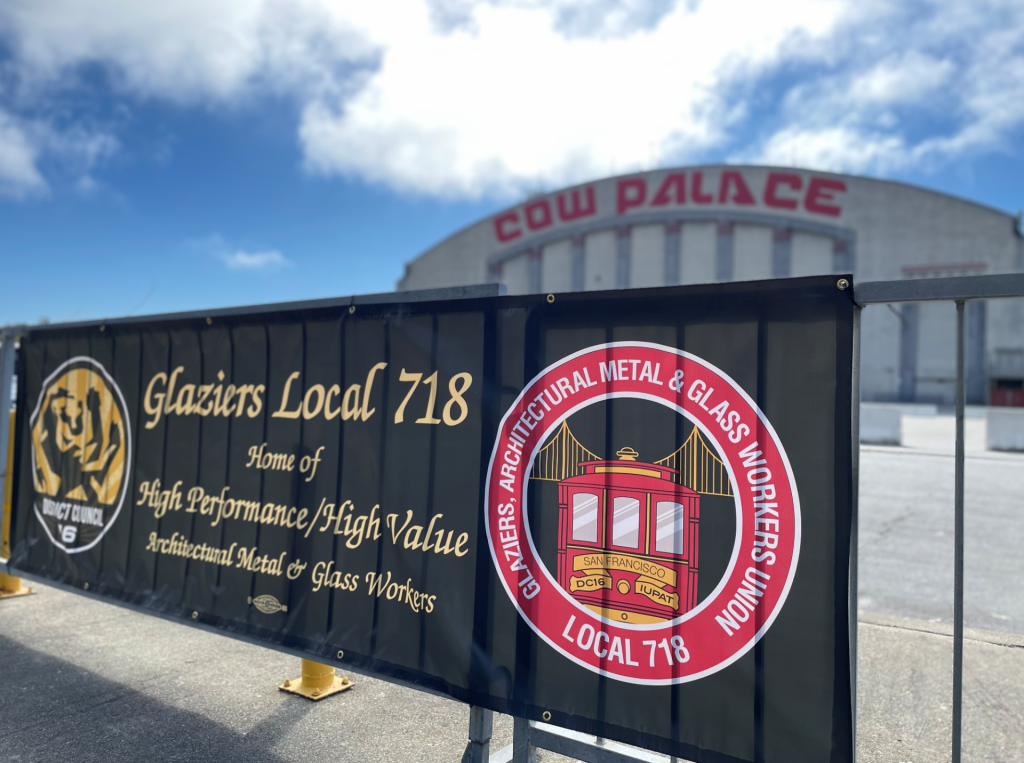 COW PALACE
DISTRICT COUNCIL
16
Glaziers Local 718
Home of
High Performance/High Value
Architectural Metal & Glass Workers
GLAZIERS, ARCHITECTURAL METAL & GLASS WORKERS UNION
SAN FRANCISCO
DC16 IUPAT
LOCAL 718